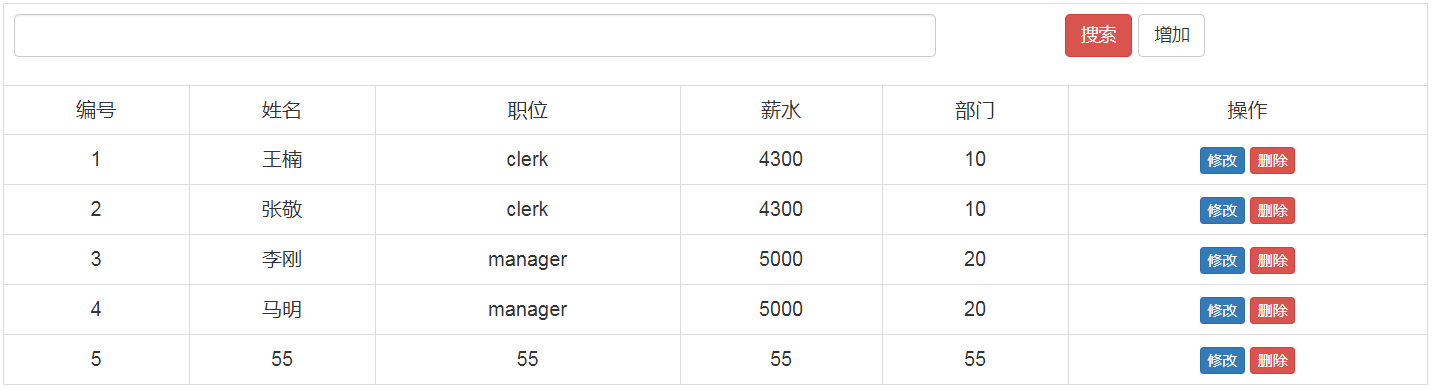 搜索 增加
编号 姓名 职位 薪水 部门 操作
1 王楠 clerk 4300 10 修改 删除
2 张敬 clerk 4300 10 修改 删除
3 李刚 manager 5000 20 修改 删除
4 马明 manager 5000 20 修改 删除
5 55 55 55 55 修改 删除